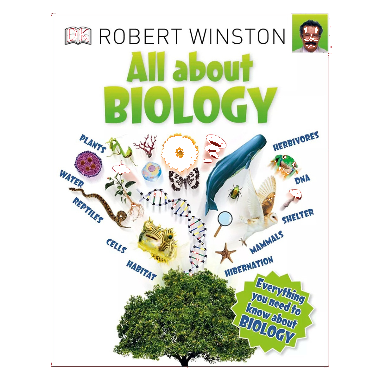 DK ROBERT WINSTON
All about
BIOLOGY
PLANTS
HERBIVORES
WATER
DNA
REPTILES
SHELTER
CELLS
MAMMALS
HABITAT
HIBERNATION
Everything
you need to
know about
BIOLOGY